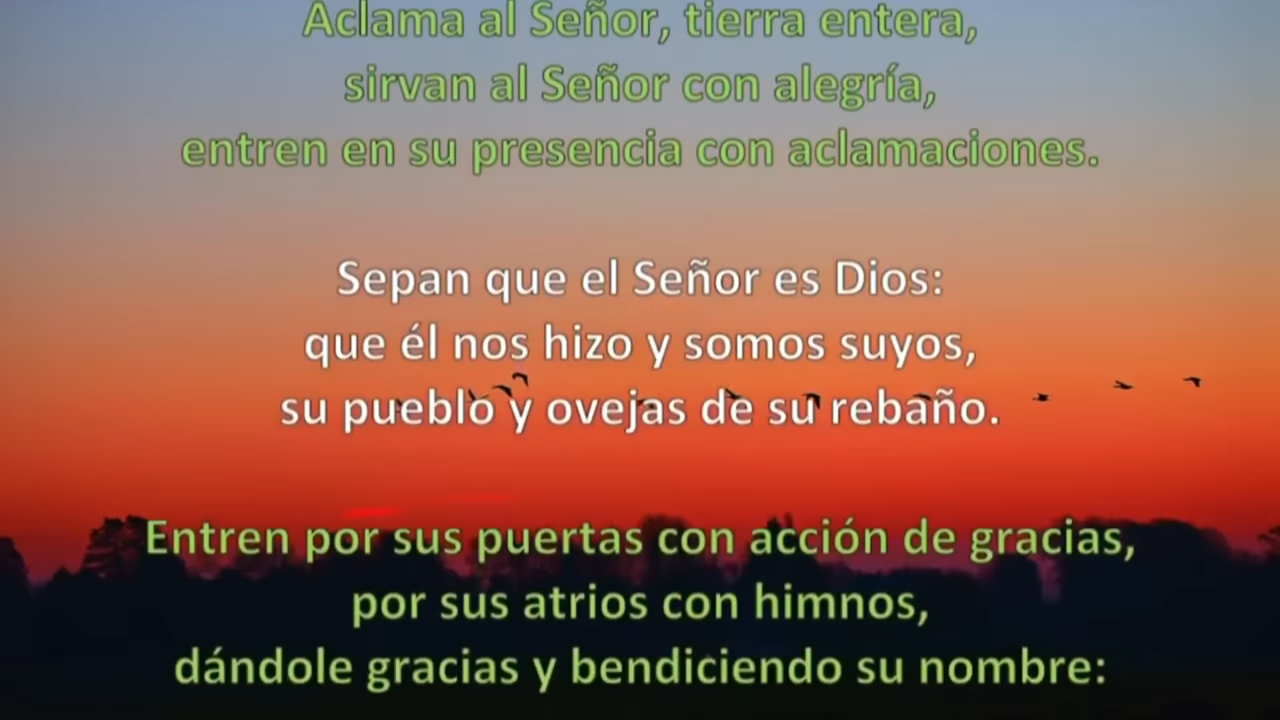 Aclama al Señor, tierra entera,
sirvan al Señor con alegría,
entren en su presencia con aclamaciones.
Sepan que el Señor es Dios:
que él nos hizo y somos suyos,
su pueblo y ovejas de su rebaño.
Entren por sus puertas con acción de gracias,
por sus atrios con himnos,
dándole gracias y bendiciendo su nombre: